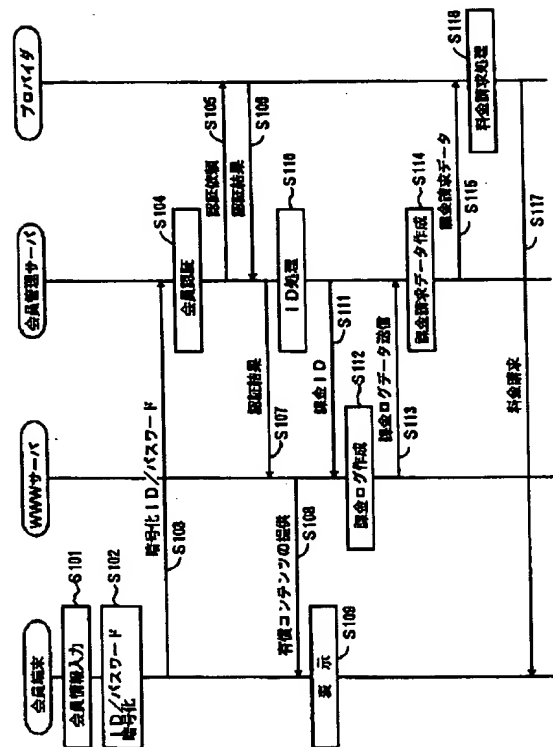 会員端末
WWWサーバ
会員管理サーバ
プロバイダ
会員情報入力
S101
ID/パスワード
暗号化
S102
暗号化ID/パスワード
S103
会員認証
S104
認証依頼
S105
認証結果
S106
認証結果
S107
有償コンテンツの提供
S108
表示
S109
ID処理
S110
課金ID
S111
課金ログ作成
S112
課金ログデータ送信
S113
課金請求データ作成
S114
課金請求データ
S115
料金請求処理
S116
料金請求
S117